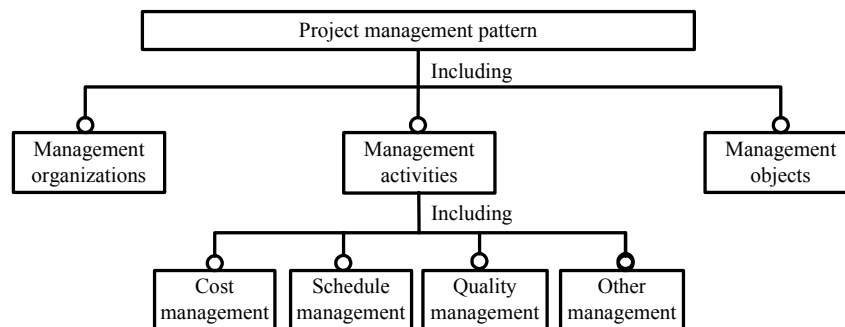 Project management pattern
Including
Management
organizations
Management
activities
Management
objects
Including
Cost
management
Schedule
management
Quality
management
Other
management